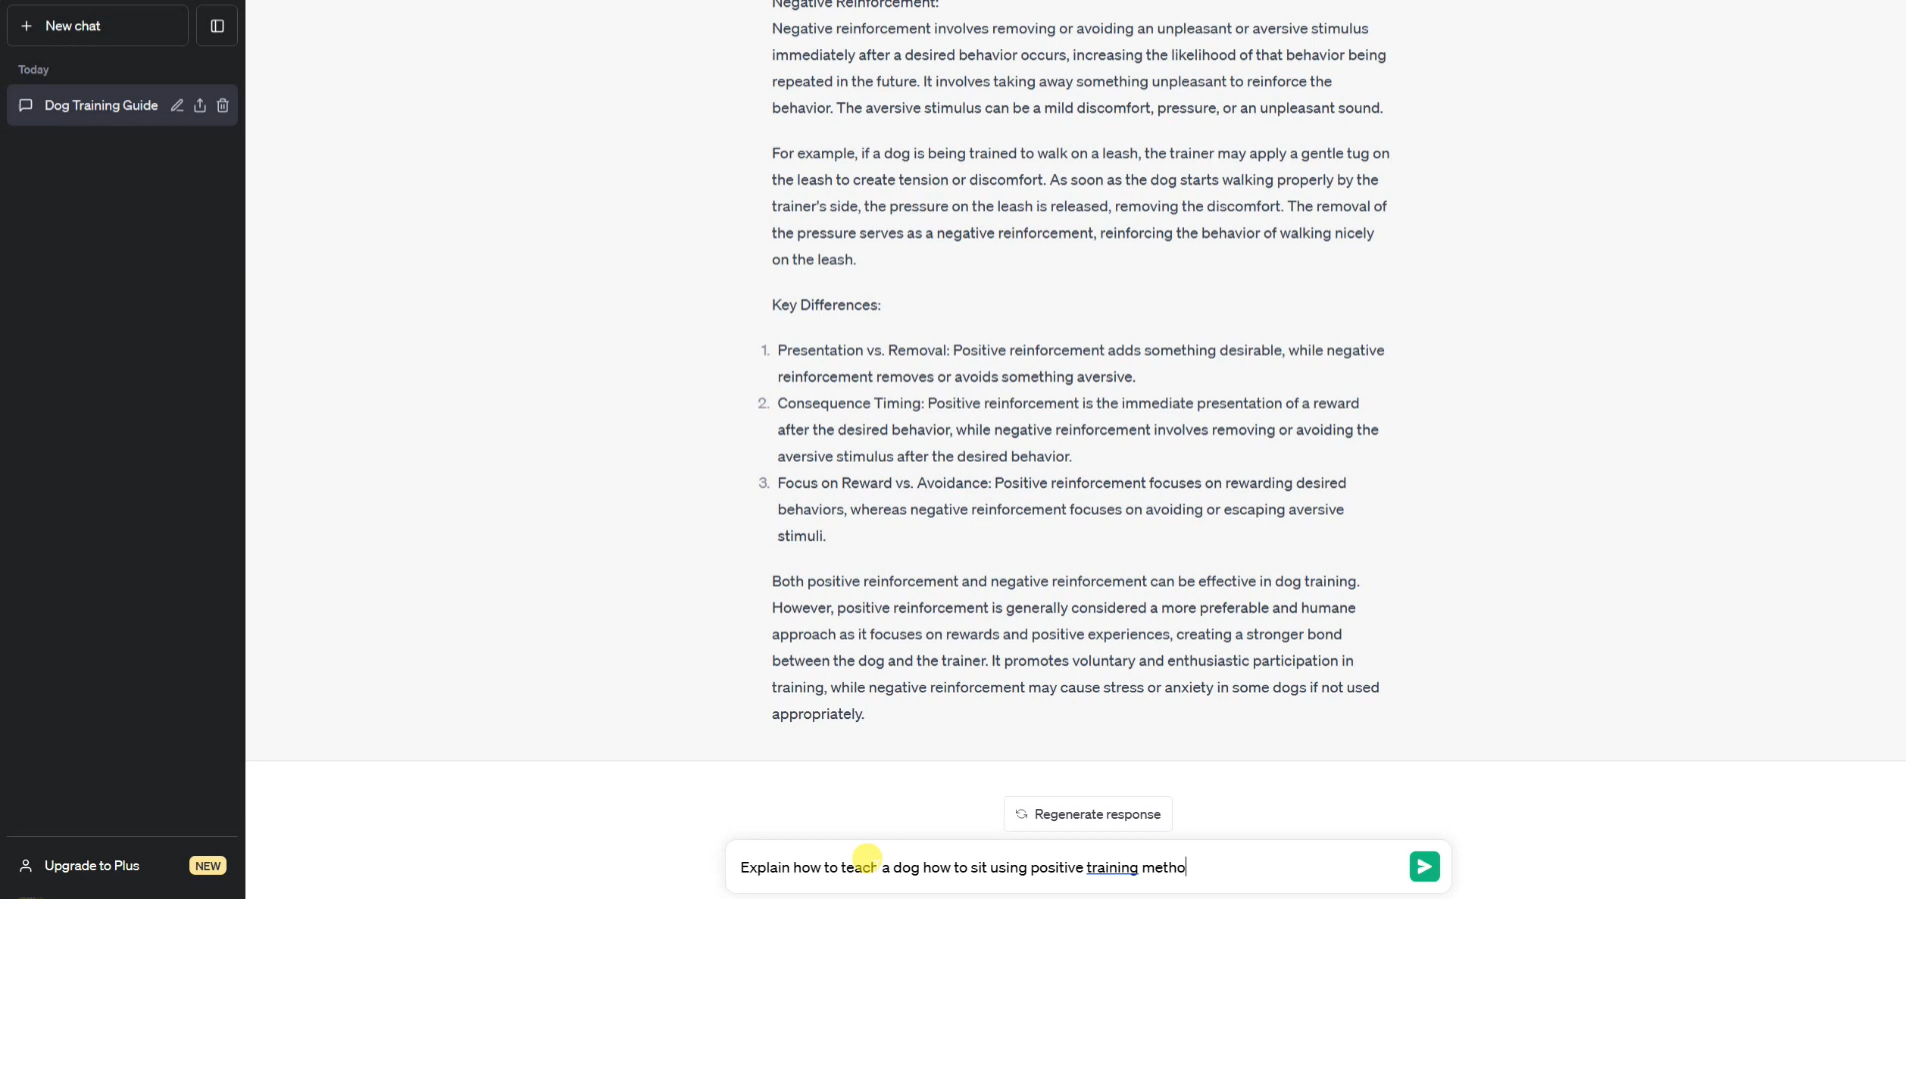 New chat
Today
Dog Training Guide
Upgrade to Plus
NEW
Negative Reinforcement:
Negative reinforcement involves removing or avoiding an unpleasant or aversive stimulus
immediately after a desired behavior occurs, increasing the likelihood of that behavior being
repeated in the future. It involves taking away something unpleasant to reinforce the
behavior. The aversive stimulus can be a mild discomfort, pressure, or an unpleasant sound.
For example, if a dog is being trained to walk on a leash, the trainer may apply a gentle tug on
the leash to create tension or discomfort. As soon as the dog starts walking properly by the
trainer's side, the pressure on the leash is released, removing the discomfort. The removal of
the pressure serves as a negative reinforcement, reinforcing the behavior of walking nicely
on the leash.
Key Differences:
1. Presentation vs. Removal: Positive reinforcement adds something desirable, while negative
reinforcement removes or avoids something aversive.
2. Consequence Timing: Positive reinforcement is the immediate presentation of a reward
after the desired behavior, while negative reinforcement involves removing or avoiding the
aversive stimulus after the desired behavior.
3. Focus on Reward vs. Avoidance: Positive reinforcement focuses on rewarding desired
behaviors, whereas negative reinforcement focuses on avoiding or escaping aversive
stimuli.
Both positive reinforcement and negative reinforcement can be effective in dog training.
However, positive reinforcement is generally considered a more preferable and humane
approach as it focuses on rewards and positive experiences, creating a stronger bond
between the dog and the trainer. It promotes voluntary and enthusiastic participation in
training, while negative reinforcement may cause stress or anxiety in some dogs if not used
appropriately.
Regenerate response
Explain how to teach a dog how to sit using positive training metho